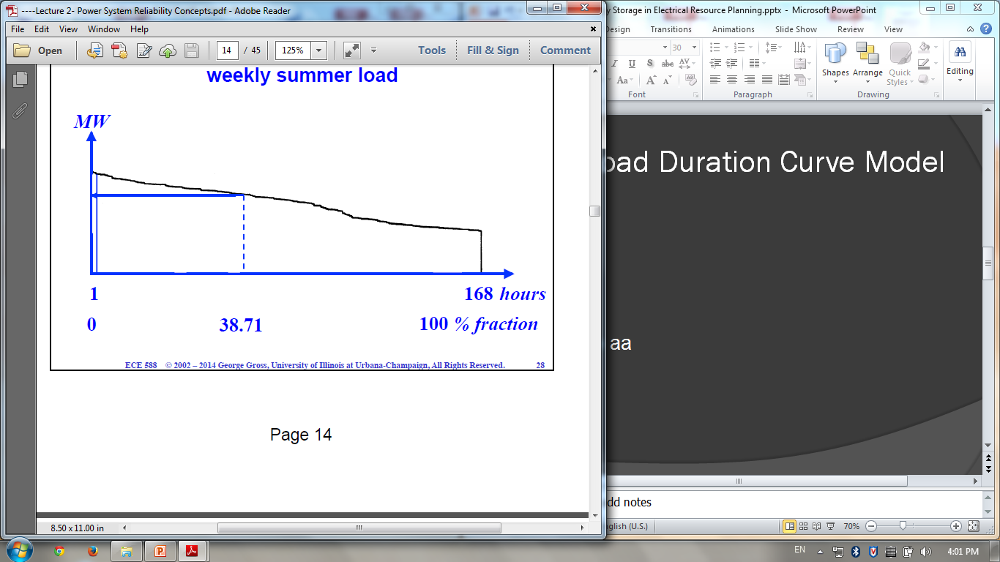 ----Lecture 2- Power System Reliability Concepts.pdf - Adobe Reader
File Edit View Window Help
Open 14 / 45 125% Tools Fill & Sign Comment
weekly summer load
MW
1 168 hours
0 38.71 100 % fraction
ECE 588 © 2002 – 2014 George Gross, University of Illinois at Urbana-Champaign, All Rights Reserved. 28
Page 14
8.50 x 11.00 in
y Storage in Electrical Resource Planning.pptx - Microsoft PowerPoint
Design Transitions Animations Slide Show Review View
30
I U S abc AV
Aa A A
Shapes Arrange Quick Styles Editing
Font Paragraph Drawing
oad Duration Curve Model
aa
dd notes
nglish (U.S.) 70%
EN 4:01 PM